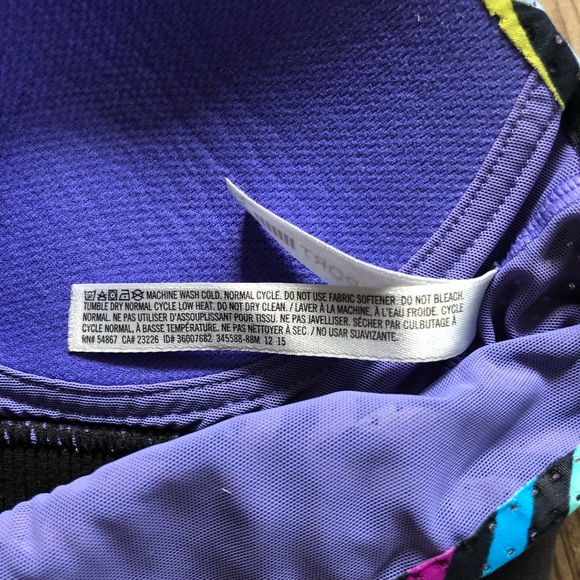 PORT
MACHINE WASH COLD. NORMAL CYCLE. DO NOT USE FABRIC SOFTENER. DO NOT BLEACH.
TUMBLE DRY NORMAL CYCLE LOW HEAT. DO NOT DRY CLEAN. / LAVER À LA MACHINE, À L'EAU FROIDE. CYCLE
NORMAL. NE PAS UTILISER D'ASSOUPLISSANT POUR TISSU. NE PAS JAVELLISER. SÉCHER PAR CULBUTAGE À
CYCLE NORMAL, À BASSE TEMPÉRATURE. NE PAS NETTOYER À SEC. / NO USAR
RN# 54867 CA# 23226 ID# 36007662 345588-88M 12 15